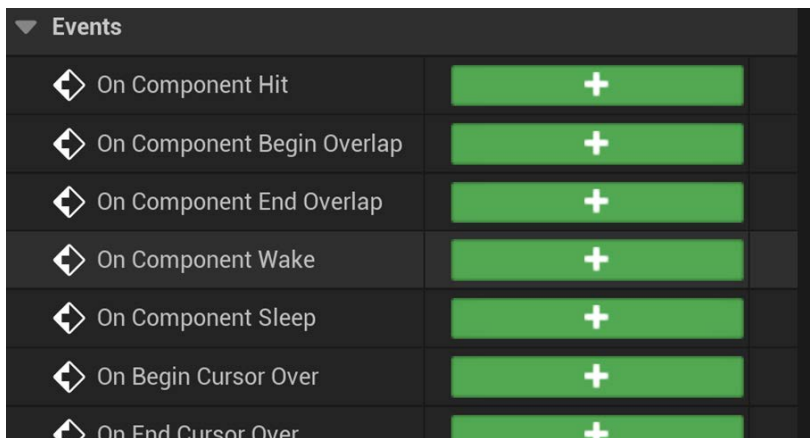 Events
On Component Hit
On Component Begin Overlap
On Component End Overlap
On Component Wake
On Component Sleep
On Begin Cursor Over
On End Cursor Over